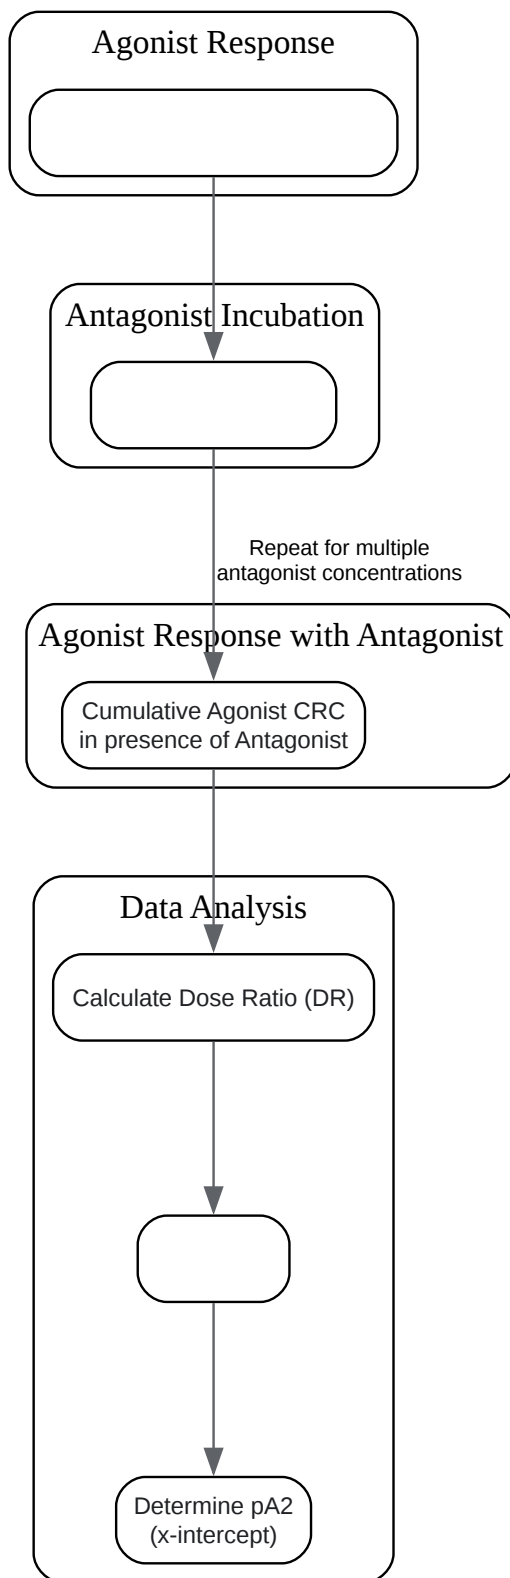 Agonist Response
Antagonist Incubation
Repeat for multiple
antagonist concentrations
Agonist Response with Antagonist
Cumulative Agonist CRC
in presence of Antagonist
Data Analysis
Calculate Dose Ratio (DR)
Determine pA2
(x-intercept)